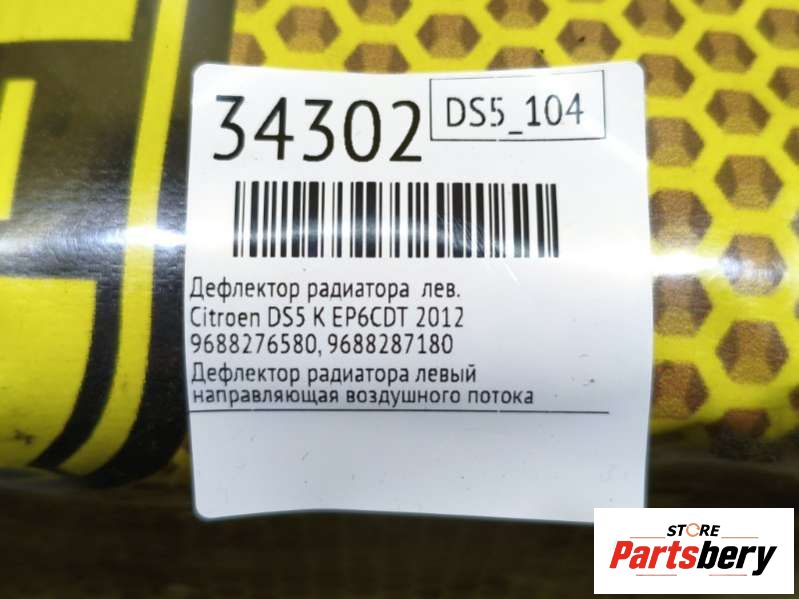 34302
DS5_104
Дефлектор радиатора лев.
Citroen DS5 K EP6CDT 2012
9688276580, 9688287180
Дефлектор радиатора левый
направляющая воздушного потока
STORE
Partsbery